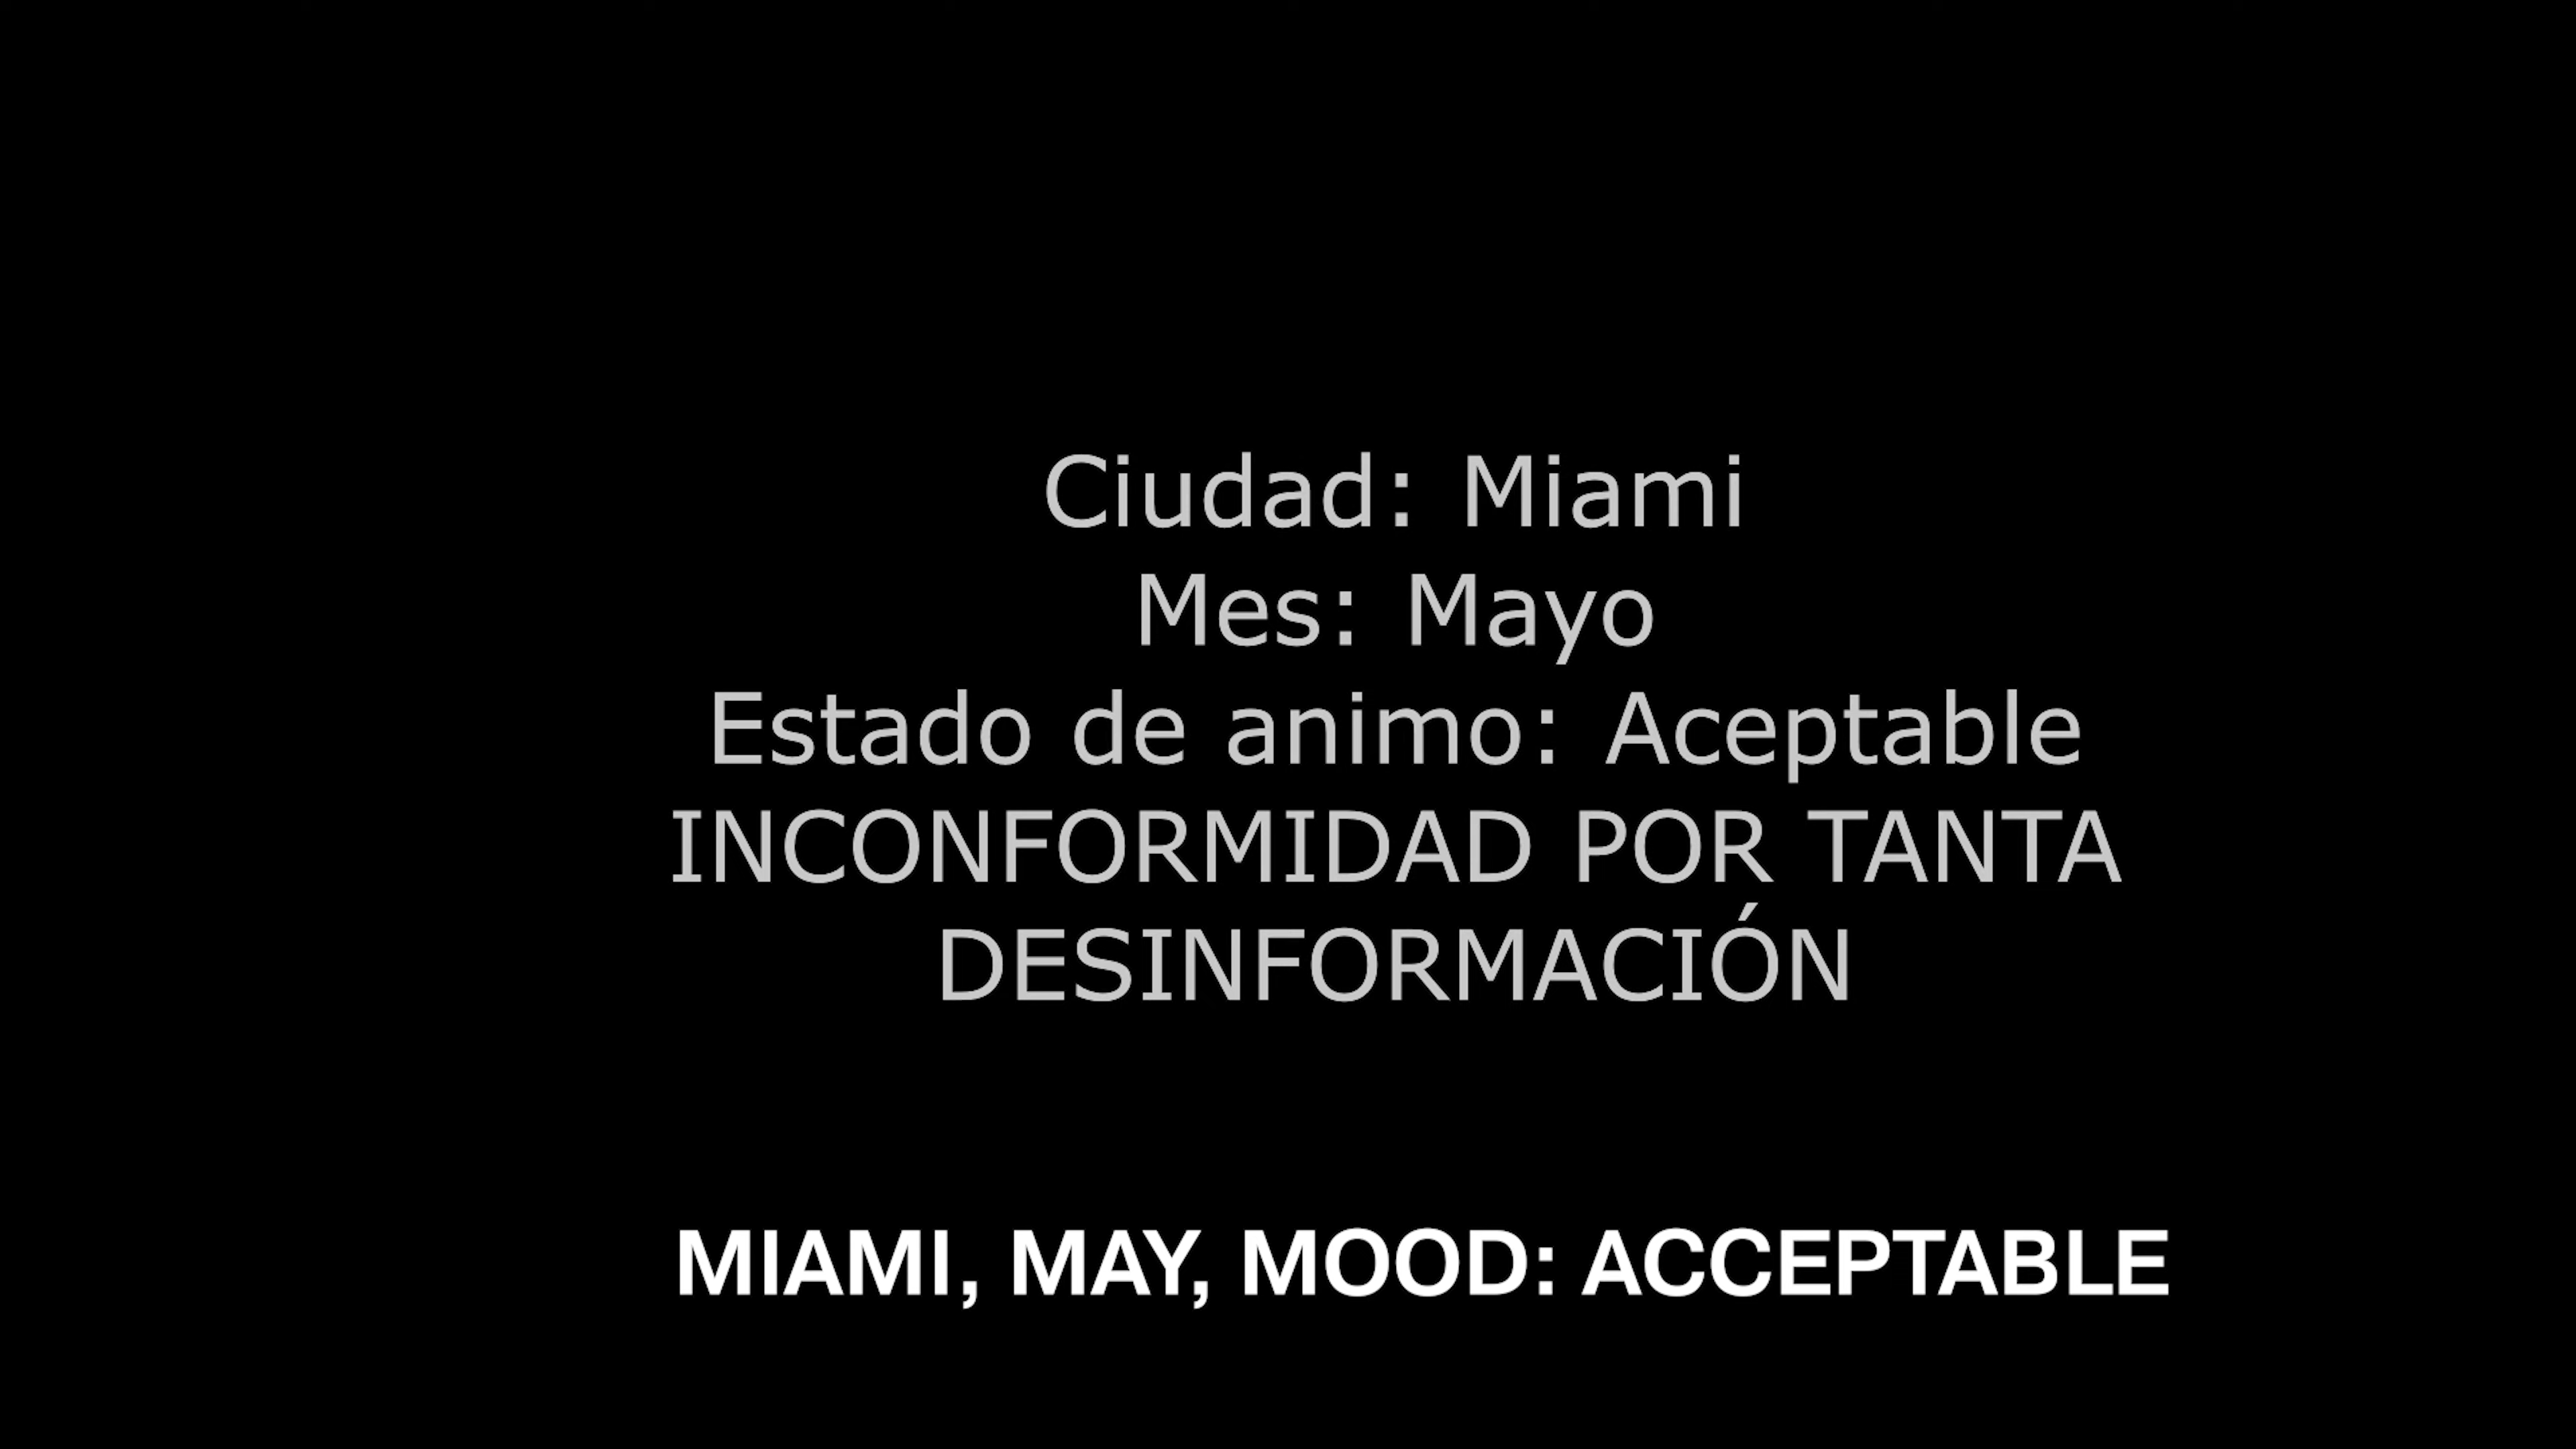 Ciudad: Miami
Mes: Mayo
Estado de animo: Aceptable
INCONFORMIDAD POR TANTA
DESINFORMACIÓN
MIAMI, MAY, MOOD: ACCEPTABLE